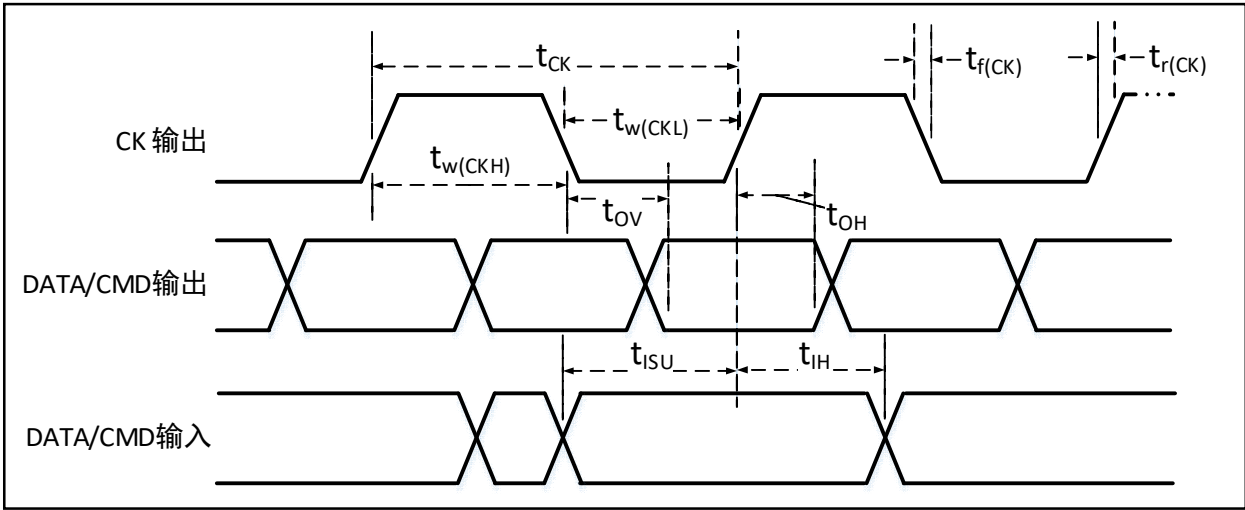 tCK
tf(CK)
tr(CK)
CK 输出
tw(CKL)
tw(CKH)
tOV
tOH
DATA/CMD输出
tISU
tIH
DATA/CMD输入